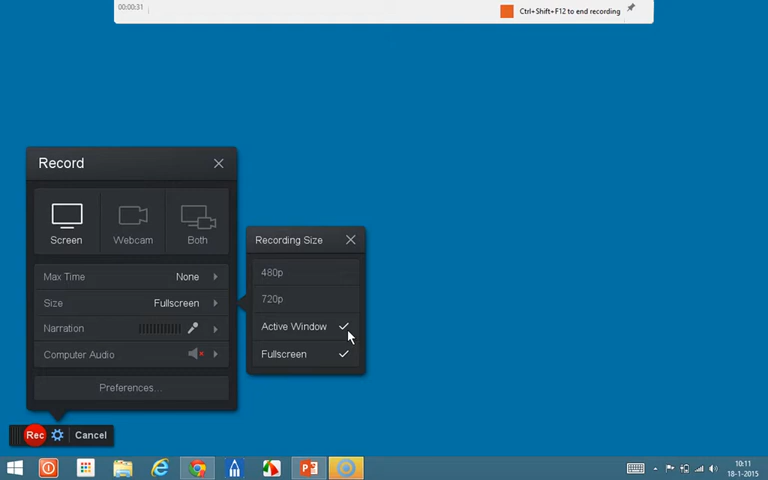 00:00:31
Ctrl+Shift+F12 to end recording
Record
Screen
Webcam
Both
Max Time None
Size Fullscreen
Narration
Computer Audio
Preferences...
Rec
Cancel
Recording Size
480p
720p
Active Window
Fullscreen
10:11
18-1-2015